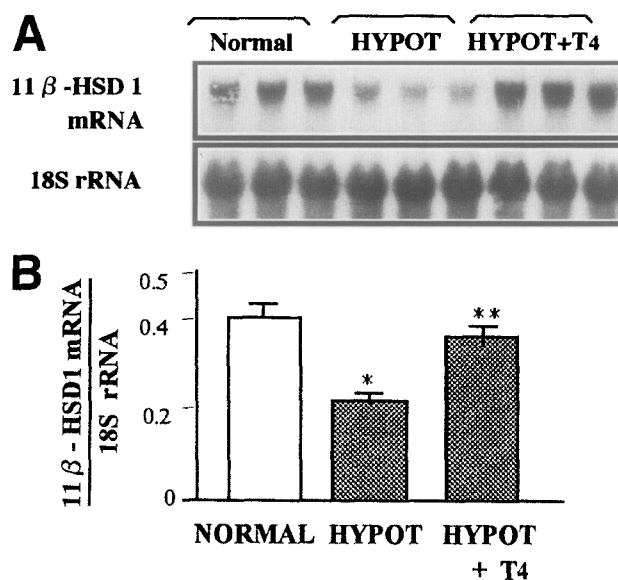 A
Normal HYPOT HYPOT+T4
11 β -HSD 1
mRNA
18S rRNA
B
11 β - HSD1 mRNA
18S rRNA
0.5
0.4
0.2
0
*
**
NORMAL HYPOT HYPOT
+ T4